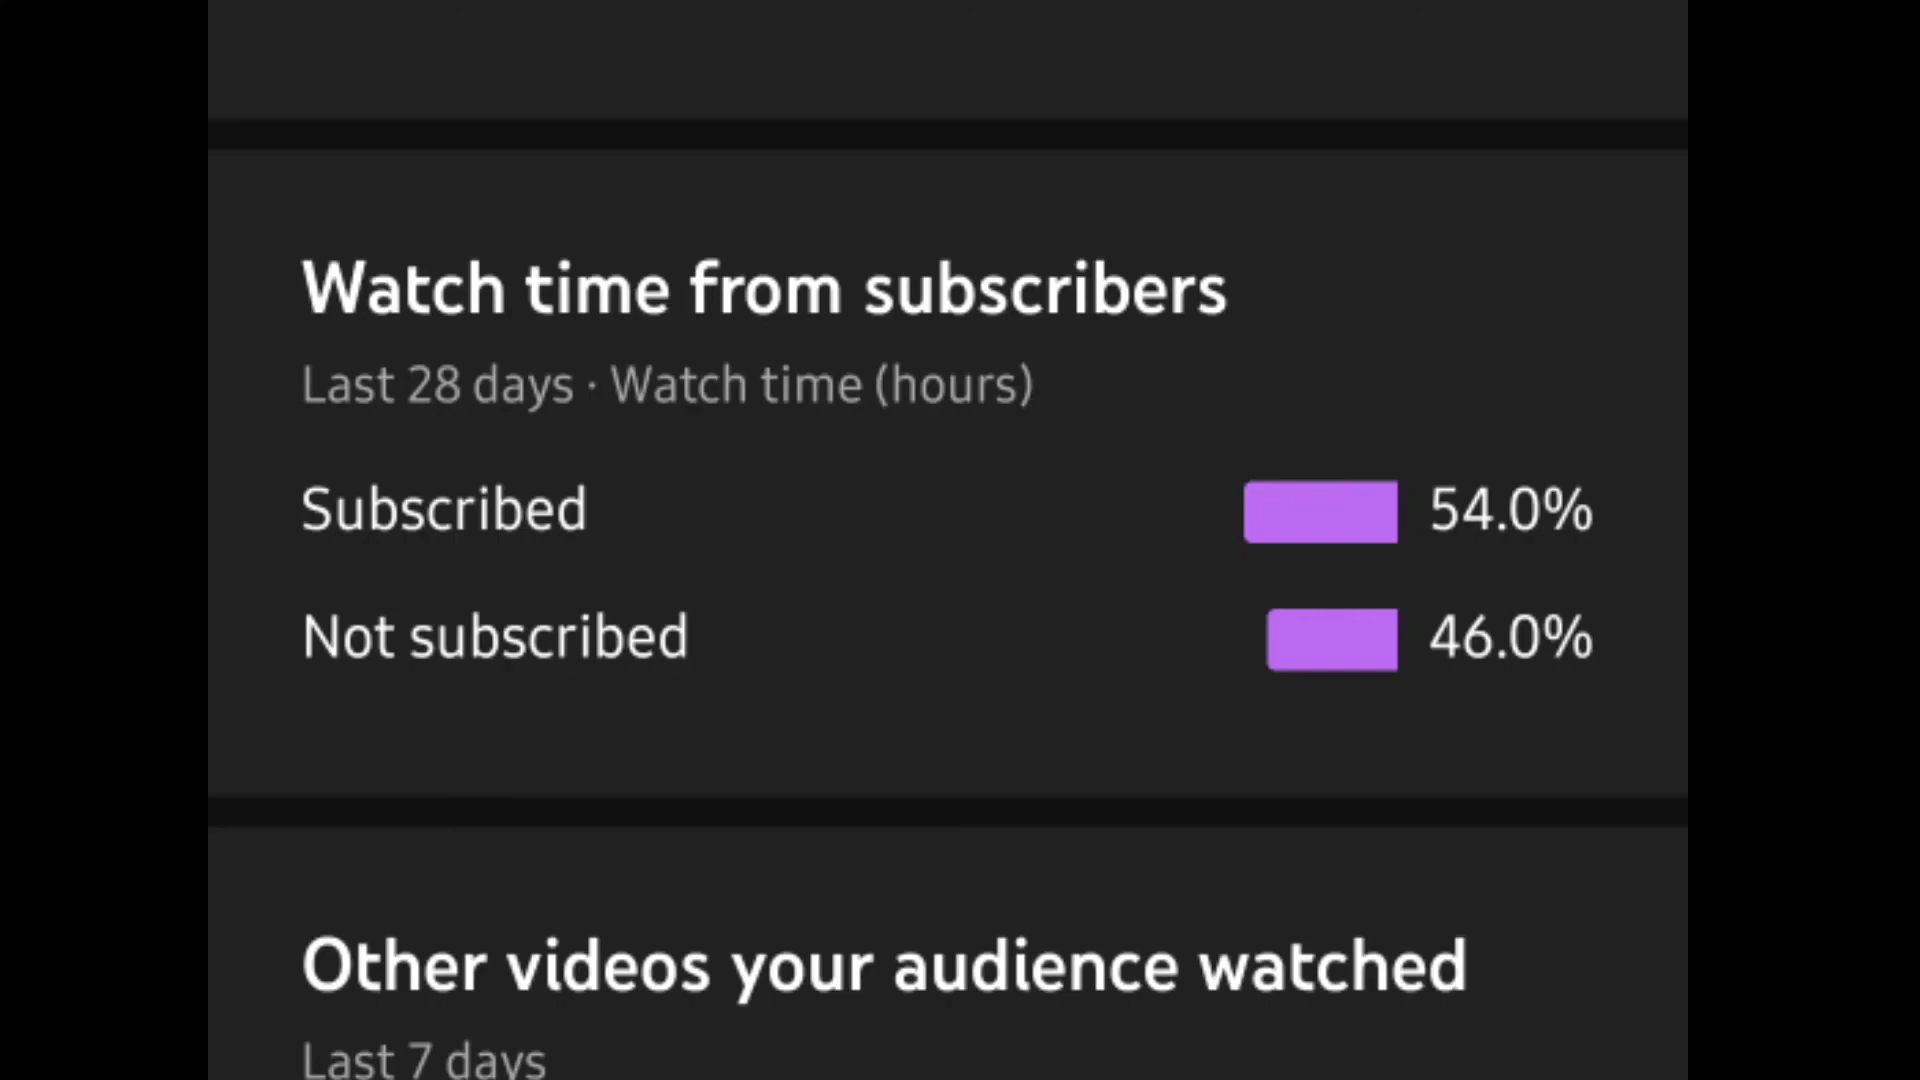 Watch time from subscribers
Last 28 days · Watch time (hours)
Subscribed 54.0%
Not subscribed 46.0%
Other videos your audience watched
Last 7 days